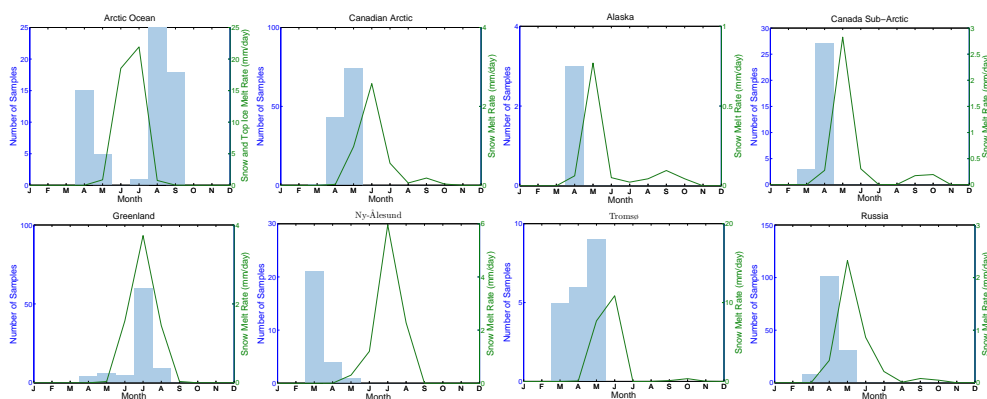 Arctic Ocean
Number of Samples
25
20
15
10
5
0
25
20
15
10
5
0
Snow and Top Ice Melt Rate (mm/day)
J F M A M J J A S O N D
Month
Canadian Arctic
Number of Samples
100
50
0
4
2
0
Snow Melt Rate (mm/day)
J F M A M J J A S O N D
Month
Alaska
Number of Samples
4
2
0
1
0.5
0
Snow Melt Rate (mm/day)
J F M A M J J A S O N D
Month
Canada Sub−Arctic
Number of Samples
30
25
20
15
10
5
0
3
2.5
2
1.5
1
0.5
0
Snow Melt Rate (mm/day)
J F M A M J J A S O N D
Month
Greenland
Number of Samples
100
50
0
4
2
0
Snow Melt Rate (mm/day)
J F M A M J J A S O N D
Month
Ny-Ålesund
Number of Samples
30
20
10
0
6
4
2
0
Snow Melt Rate (mm/day)
J F M A M J J A S O N D
Month
Tromsø
Number of Samples
10
5
0
20
10
0
Snow Melt Rate (mm/day)
J F M A M J J A S O N D
Month
Russia
Number of Samples
150
100
50
0
3
2
1
0
Snow Melt Rate (mm/day)
J F M A M J J A S O N D
Month